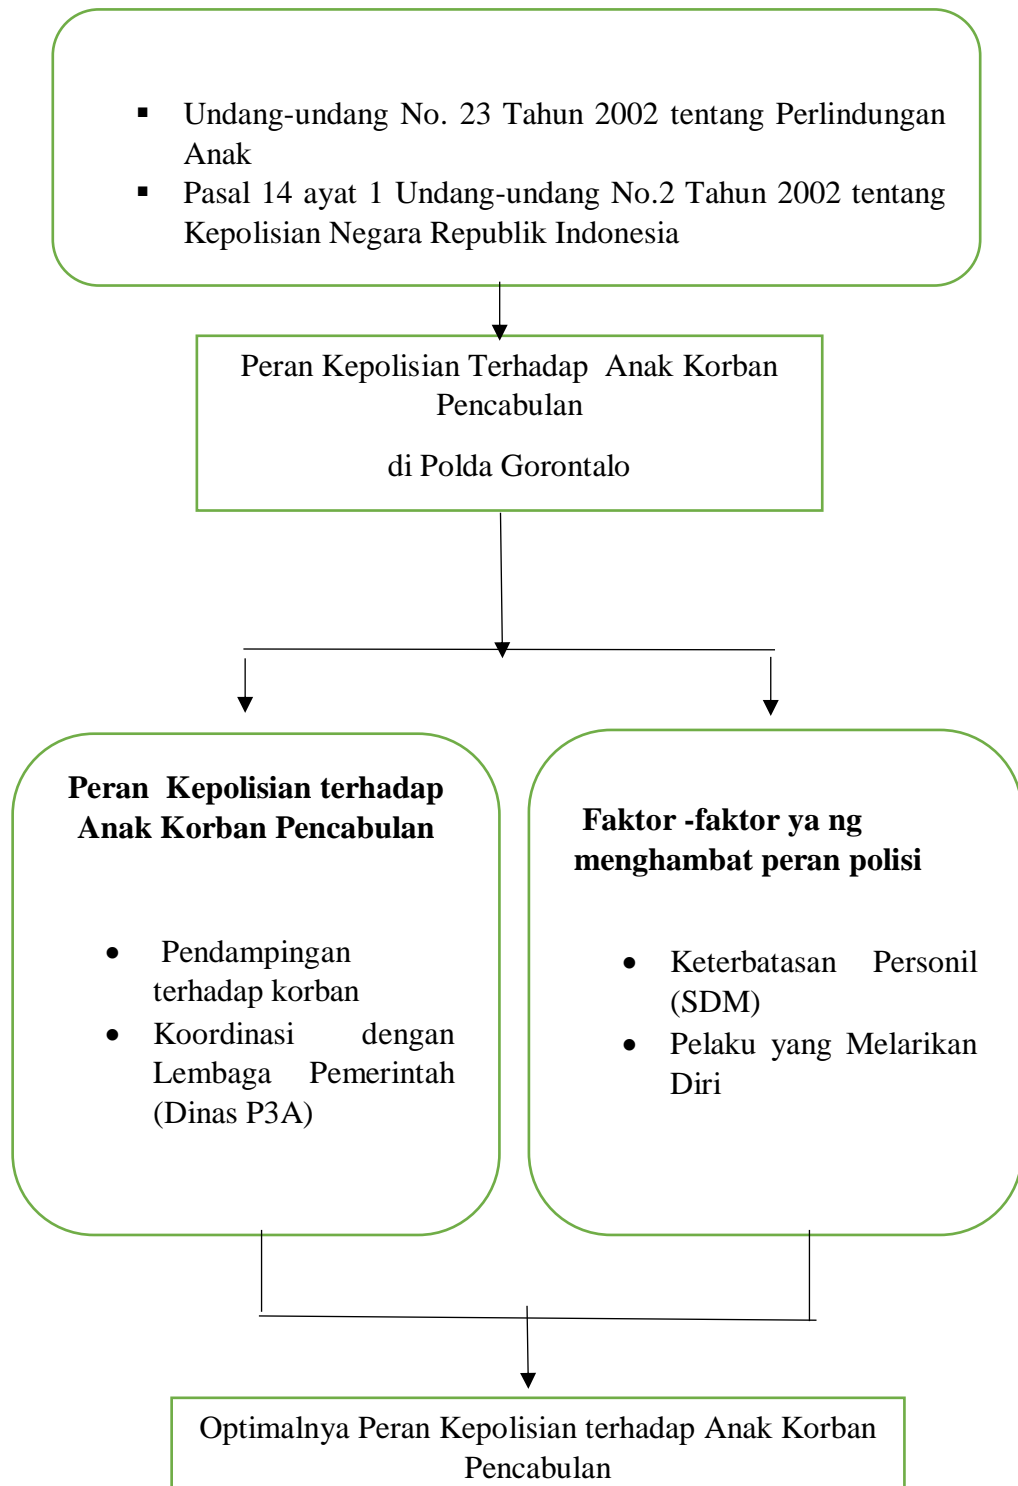 ▪ Undang-undang No. 23 Tahun 2002 tentang Perlindungan
Anak
▪ Pasal 14 ayat 1 Undang-undang No.2 Tahun 2002 tentang
Kepolisian Negara Republik Indonesia
Peran Kepolisian Terhadap Anak Korban
Pencabulan
di Polda Gorontalo
Peran Kepolisian terhadap
Anak Korban Pencabulan
• Pendampingan
terhadap korban
• Koordinasi dengan
Lembaga Pemerintah
(Dinas P3A)
Faktor -faktor ya ng
menghambat peran polisi
• Keterbatasan Personil
(SDM)
• Pelaku yang Melarikan
Diri
Optimalnya Peran Kepolisian terhadap Anak Korban
Pencabulan